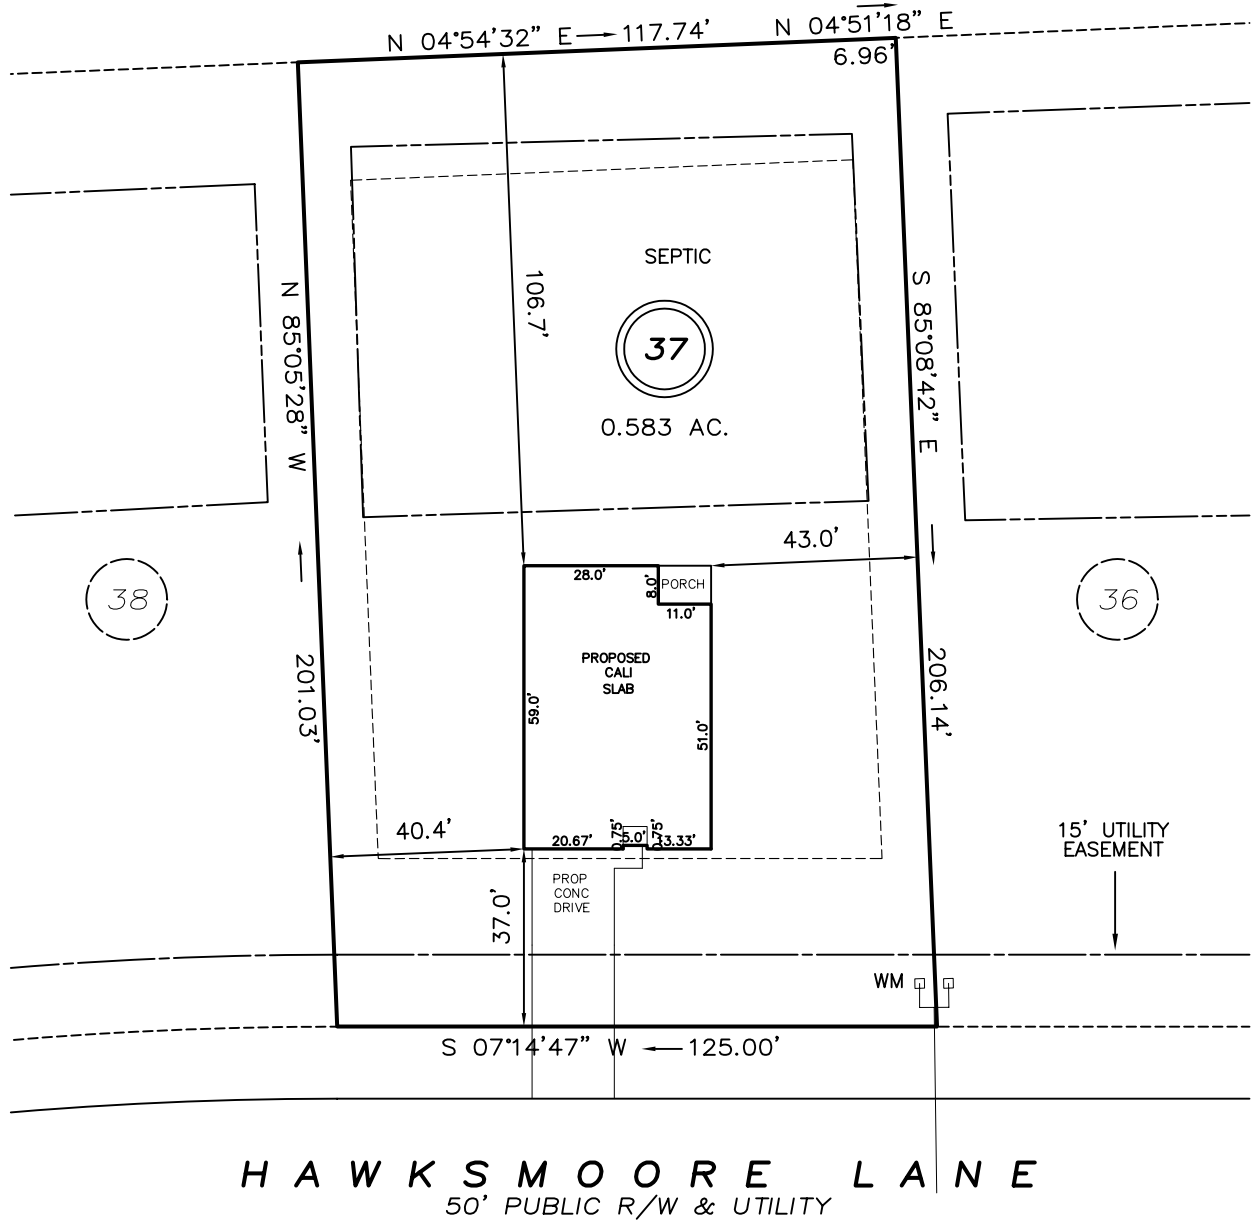 N 04°54'32" E 117.74'
N 04°51'18" E
6.96'
SEPTIC
37
0.583 AC.
106.7'
N 85°05'28" W
201.03'
S 85°08'42" E
206.14'
43.0'
28.0'
8.0'
PORCH
11.0'
38
36
PROPOSED
CALI
SLAB
59.0'
51.0'
40.4'
20.67'
0.75'
5.0'
0.75'
13.33'
15' UTILITY
EASEMENT
PROP
CONC
DRIVE
37.0'
WM
S 07°14'47" W 125.00'
HAWKSMOORE LANE
50' PUBLIC R/W & UTILITY